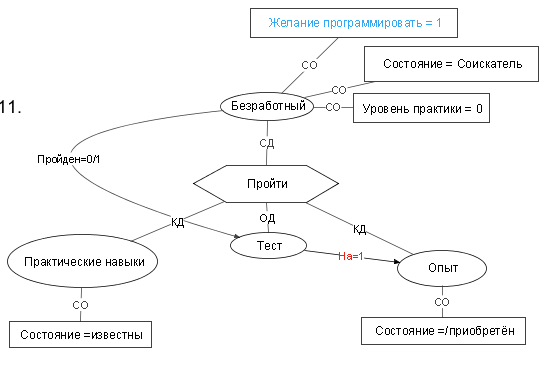 Желание программировать = 1
СО
Состояние = Соискатель
СО
11.
Безработный
СО
Уровень практики = 0
СД
Пройден=0/1
Пройти
КД
ОД
КД
Тест
Практические навыки
На=1
Опыт
СО
СО
Состояние =известны
Состояние =/приобретён